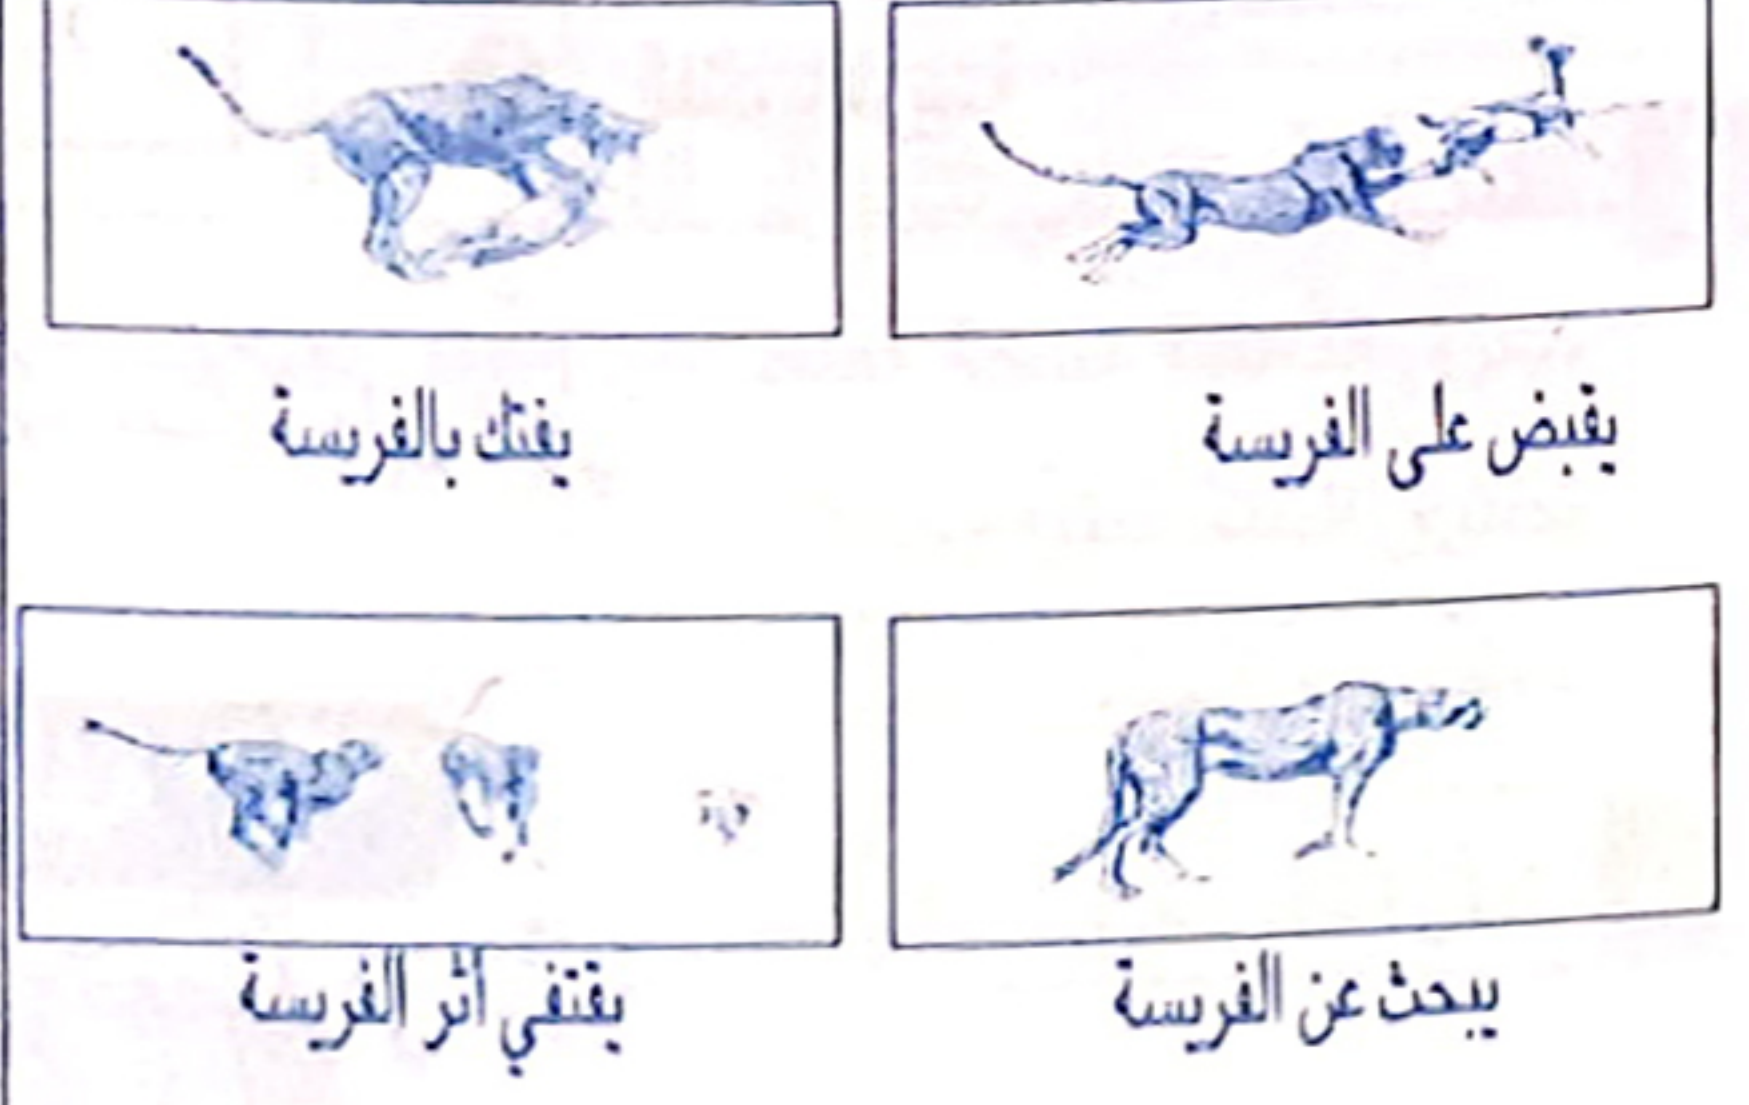 يقبض على الفريسة
يفتك بالفريسة
يبحث عن الفريسة
يقتفي أثر الفريسة